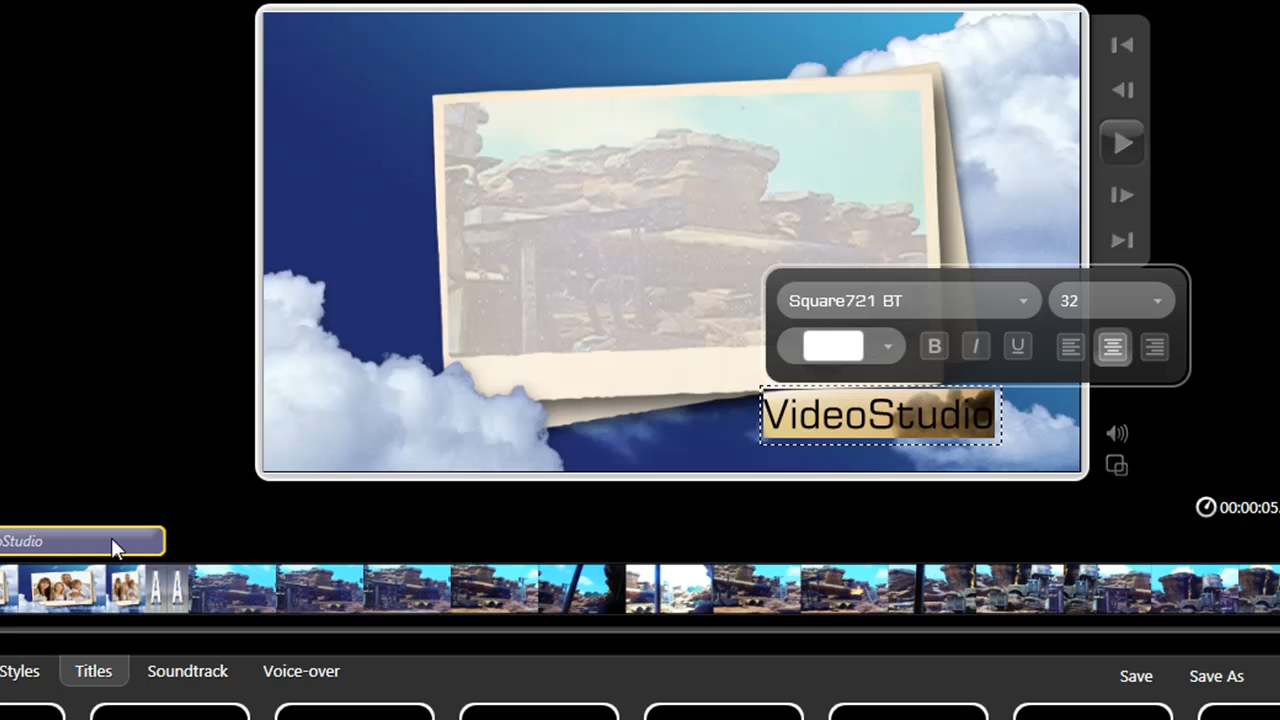 Square721 BT
32
B I U
VideoStudio
00:00:05.
oStudio
A A
Styles
Titles
Soundtrack
Voice-over
Save
Save As